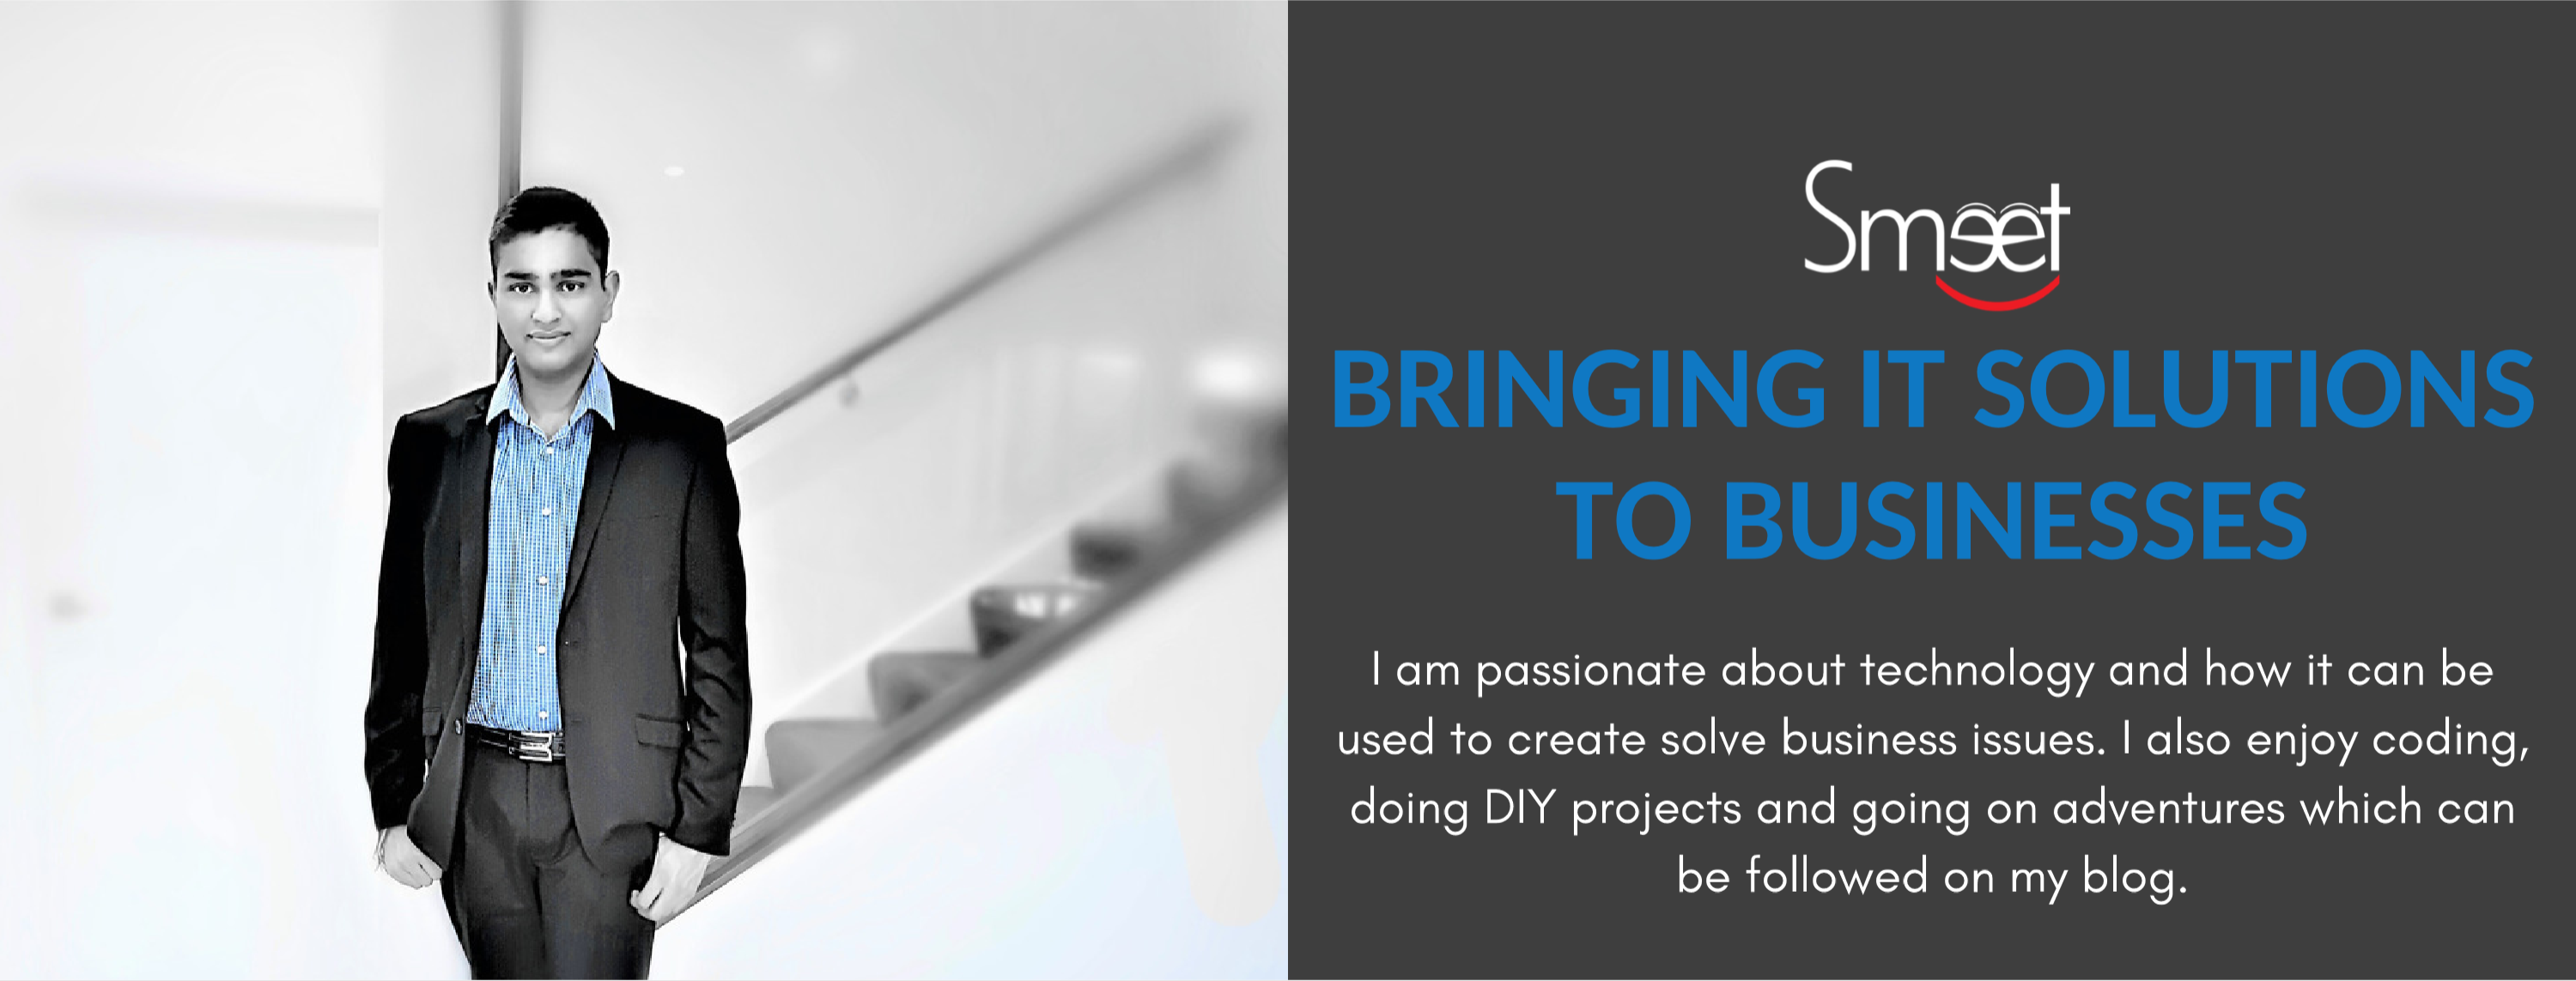 Smeet
BRINGING IT SOLUTIONS
TO BUSINESSES
I am passionate about technology and how it can be
used to create solve business issues. I also enjoy coding,
doing DIY projects and going on adventures which can
be followed on my blog.